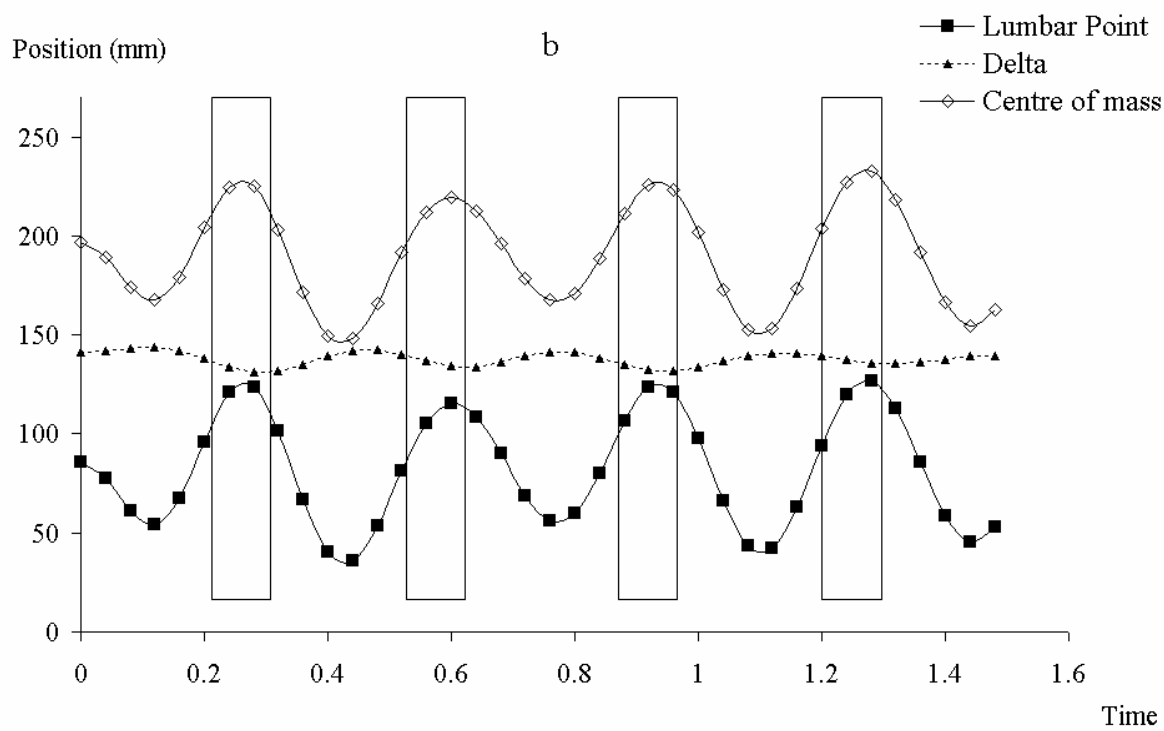 Position (mm)
b
Lumbar Point
Delta
Centre of mass
250
200
150
100
50
0
0 0.2 0.4 0.6 0.8 1 1.2 1.4 1.6
Time